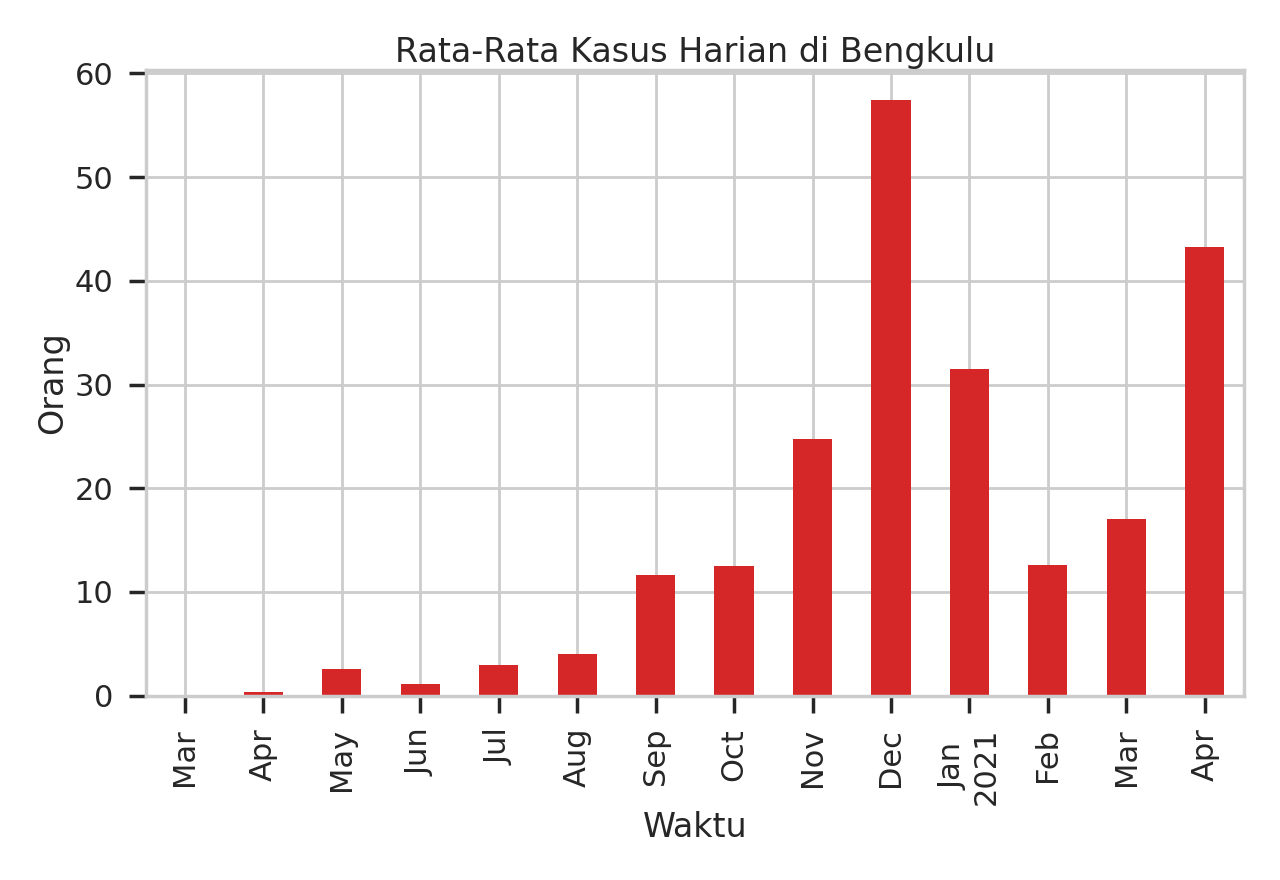 Rata-Rata Kasus Harian di Bengkulu
60
50
40
30
20
10
0
Orang
Mar
Apr
May
Jun
Jul
Aug
Sep
Oct
Nov
Dec
Jan
2021
Feb
Mar
Apr
Waktu